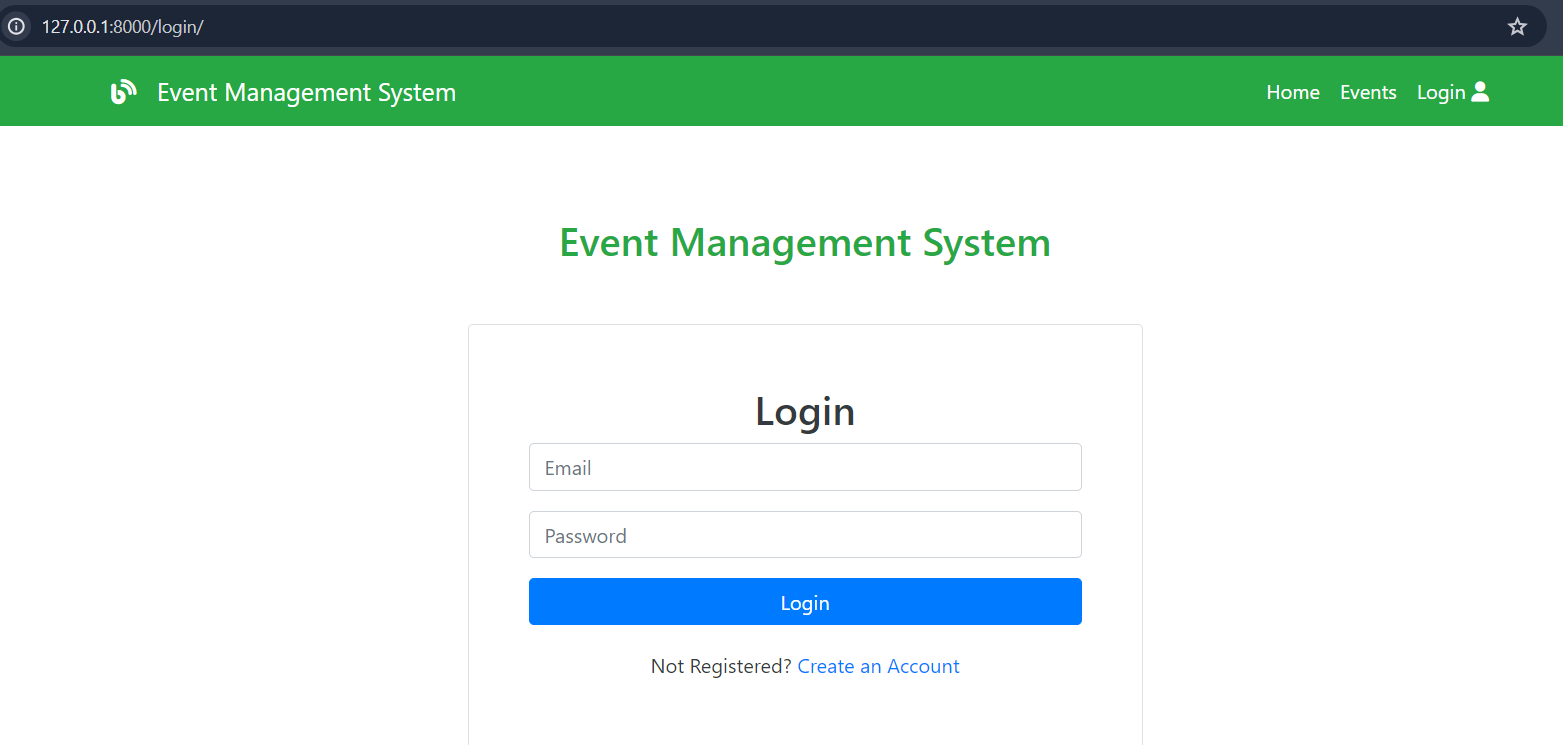 127.0.0.1:8000/login/
Event Management System Home Events Login
Event Management System
Login
Email
Password
Login
Not Registered? Create an Account